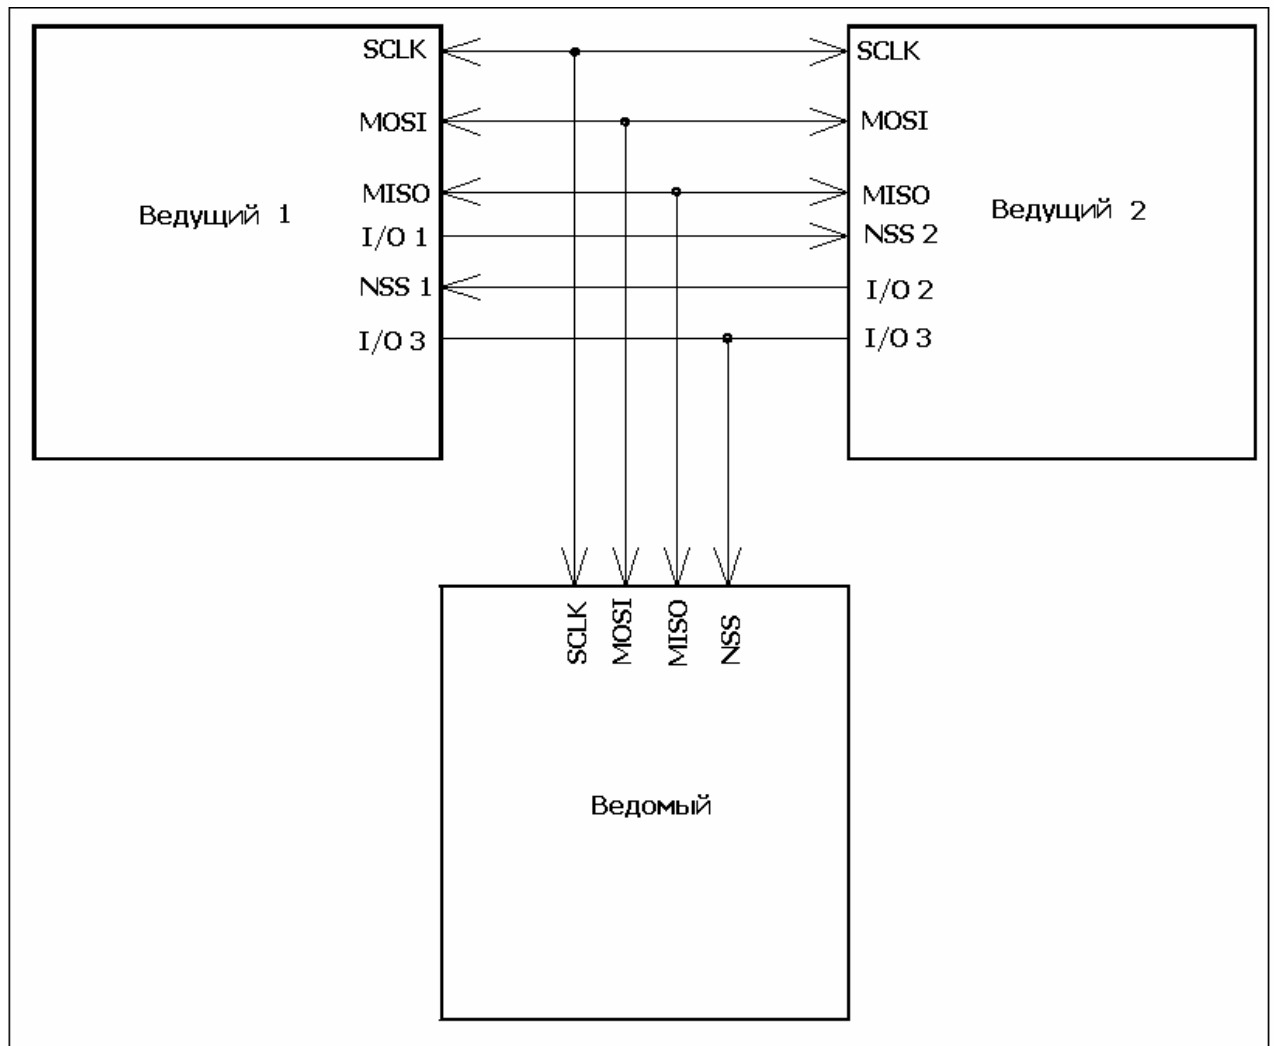 SCLK
MOSI
MISO
I/O 1
NSS 1
I/O 3
Ведущий 1
SCLK
MOSI
MISO
NSS 2
I/O 2
I/O 3
Ведущий 2
SCLK
MOSI
MISO
NSS
Ведомый